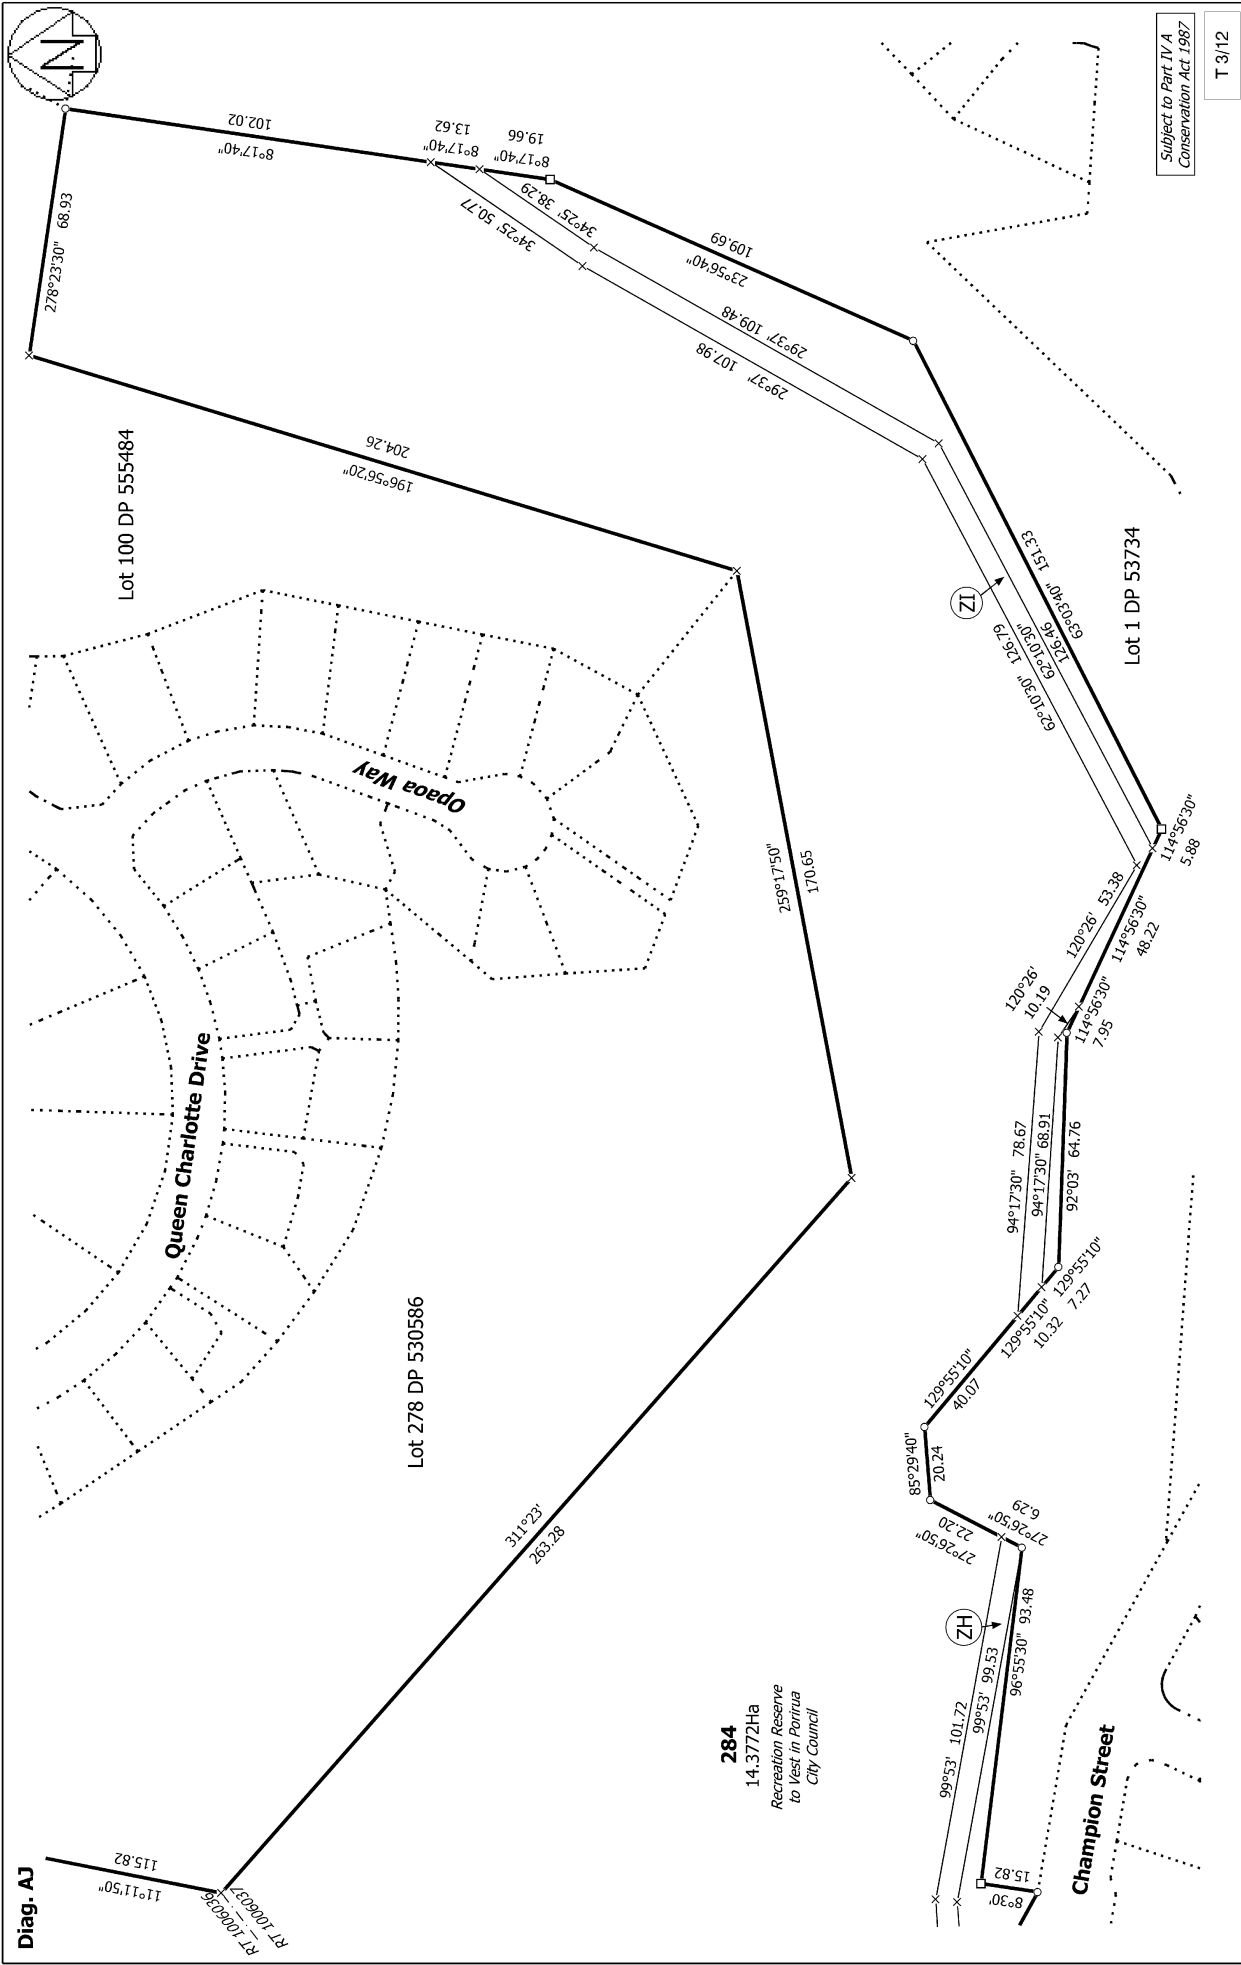 Diag. AJ
N
Subject to Part IV A
Conservation Act 1987
T 3/12
11°11'50"
115.82
RT 1006036
RT 1006037
311°23'
263.28
259°17'50"
170.65
196°56'20"
204.26
278°23'30" 68.93
8°17'40"
102.02
8°17'40"
13.62
8°17'40"
19.66
34°25' 50.77
34°25' 38.29
23°56'40"
109.69
29°37' 107.98
29°37' 109.48
62°10'30" 126.79
62°10'30"
126.46
63°03'40" 151.33
ZI
114°56'30"
5.88
120°26' 53.38
114°56'30"
48.22
120°26'
10.19
114°56'30"
7.95
94°17'30" 78.67
94°17'30" 68.91
92°03' 64.76
129°55'10"
7.27
129°55'10"
10.32
129°55'10"
40.07
85°29'40"
20.24
27°26'50"
22.20
27°26'50"
6.29
ZH
99°53' 101.72
99°53' 99.53
96°55'30" 93.48
8°30'
15.82
Lot 100 DP 555484
Lot 278 DP 530586
Lot 1 DP 53734
Queen Charlotte Drive
Opaoa Way
Champion Street
284
14.3772Ha
Recreation Reserve
to Vest in Porirua
City Council